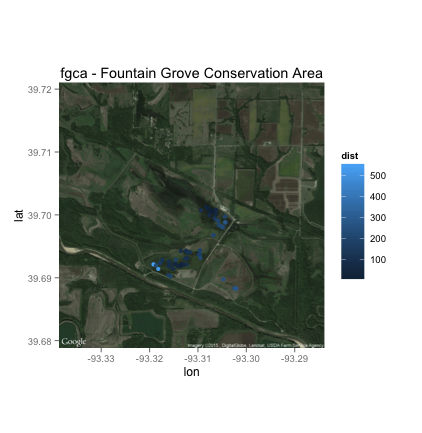 fgca - Fountain Grove Conservation Area
39.72
39.71
39.70
39.69
39.68
lat
-93.33
-93.32
-93.31
-93.30
-93.29
lon
dist
500
400
300
200
100
Google
Imagery ©2015, DigitalGlobe, Landsat, USDA Farm Service Agency